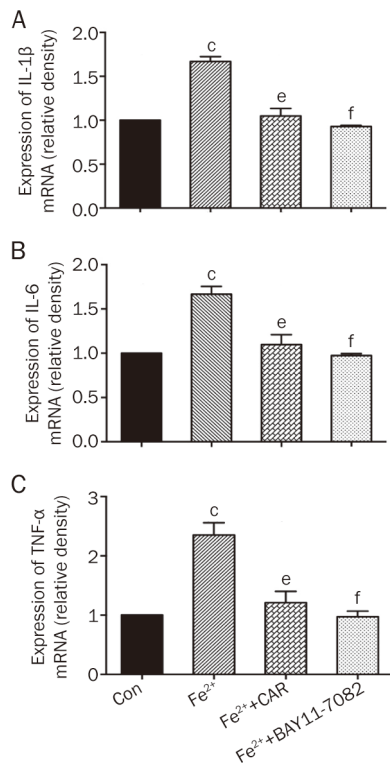 A
Expression of IL-1β
mRNA (relative density)
2.0
1.5
1.0
0.5
0.0
c
e
f
B
Expression of IL-6
mRNA (relative density)
2.0
1.5
1.0
0.5
0.0
c
e
f
C
Expression of TNF-α
mRNA (relative density)
3
2
1
0
c
e
f
Con
Fe²⁺
Fe²⁺+CAR
Fe²⁺+BAY11-7082